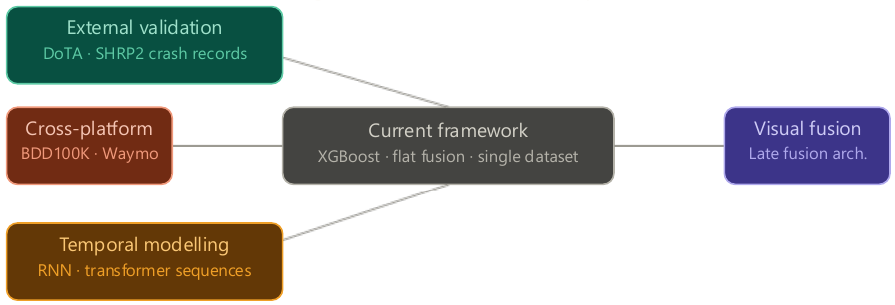 External validation
DoTA · SHRP2 crash records
Cross-platform
BDD100K · Waymo
Current framework
XGBoost · flat fusion · single dataset
Visual fusion
Late fusion arch.
Temporal modelling
RNN · transformer sequences